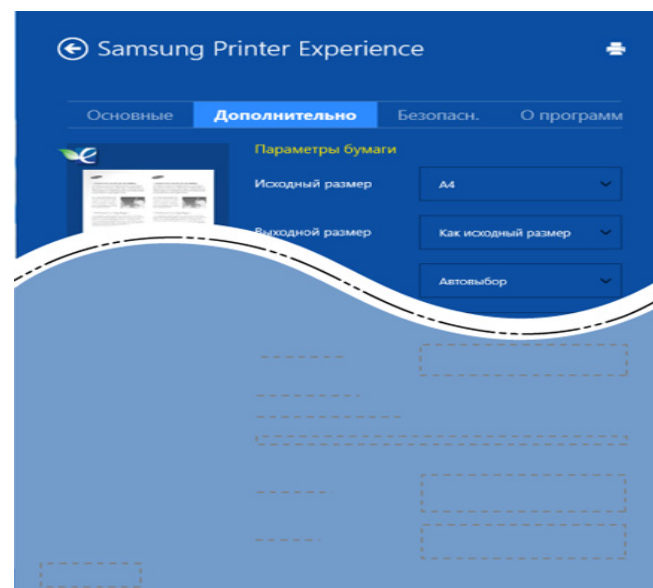 Samsung Printer Experience
Основные Дополнительно Безопасн. О программ
Параметры бумаги
Исходный размер A4
Выходной размер Как исходный размер
Автовыбор